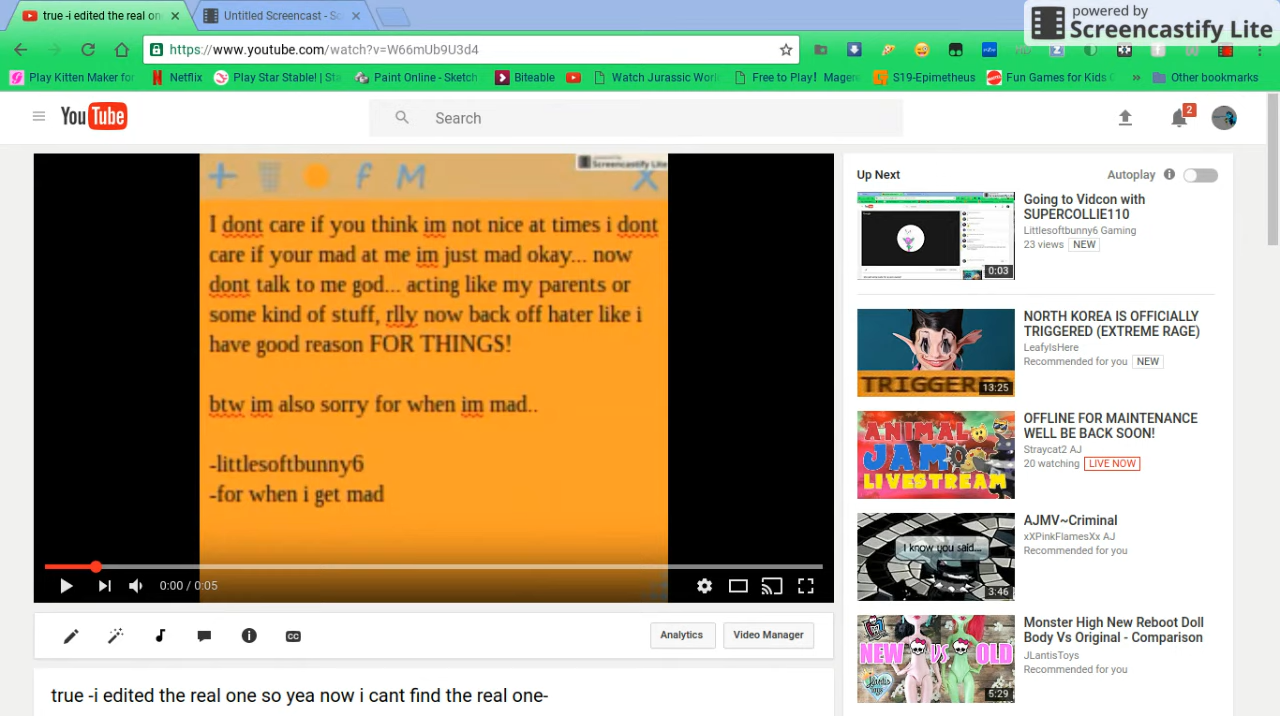 true -i edited the real on
Untitled Screencast - Sc
powered by
Screencastify Lite
https://www.youtube.com/watch?v=W66mUb9U3d4
Play Kitten Maker for
Netflix
Play Star Stable! | Sta
Paint Online - Sketch
Biteable
Watch Jurassic Worl
Free to Play! Mager
S19-Epimetheus
Fun Games for Kids
Other bookmarks
YouTube
Search
2
Screencastify Lite
+ f M X
I dont care if you think im not nice at times i dont
care if your mad at me im just mad okay... now
dont talk to me god... acting like my parents or
some kind of stuff, rlly now back off hater like i
have good reason FOR THINGS!
btw im also sorry for when im mad..
-littlesoftbunny6
-for when i get mad
0:00 / 0:05
Analytics
Video Manager
true -i edited the real one so yea now i cant find the real one-
Up Next
Autoplay
0:03
Going to Vidcon with
SUPERCOLLIE110
Littlesoftbunny6 Gaming
23 views NEW
TRIGGERED
13:25
NORTH KOREA IS OFFICIALLY
TRIGGERED (EXTREME RAGE)
LeafyIsHere
Recommended for you NEW
ANIMAL
JAM
LIVESTREAM
OFFLINE FOR MAINTENANCE
WELL BE BACK SOON!
Straycat2 AJ
20 watching LIVE NOW
I know you said...
3:46
AJMV~Criminal
xXPinkFlamesXx AJ
Recommended for you
NEW VS OLD
5:29
Monster High New Reboot Doll
Body Vs Original - Comparison
JLantisToys
Recommended for you